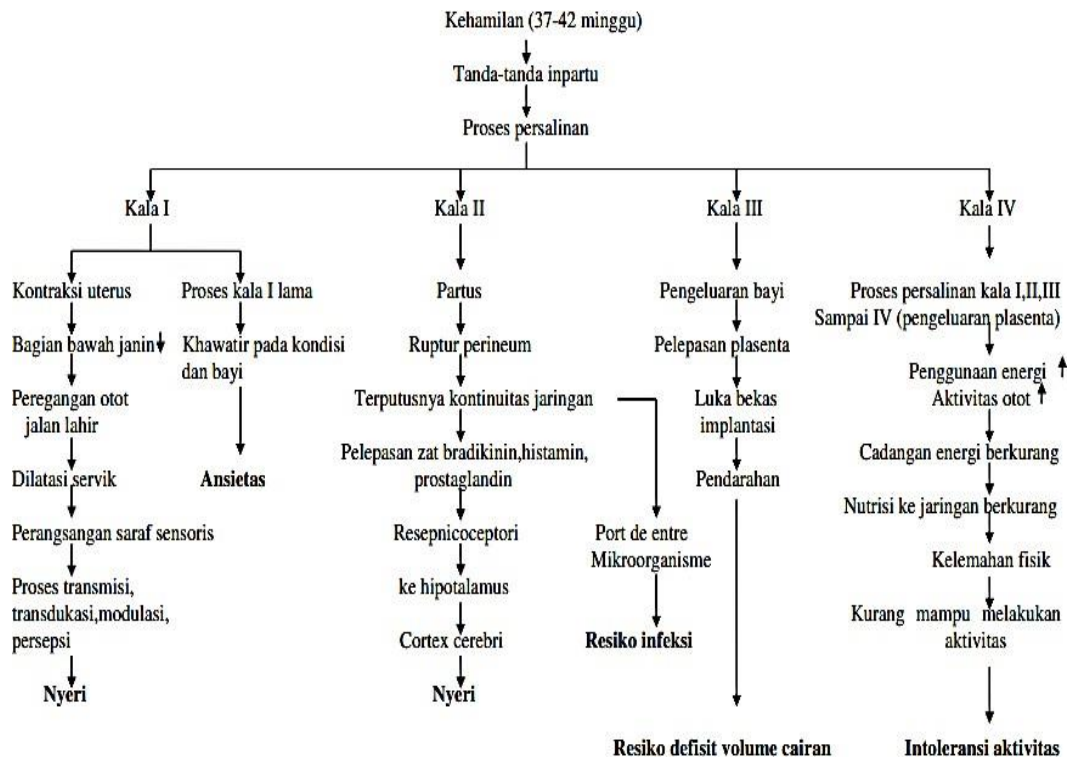 Kehamilan (37-42 minggu)
Tanda-tanda inpartu
Proses persalinan
Kala I
Kala II
Kala III
Kala IV
Kontraksi uterus
Bagian bawah janin
Peregangan otot
jalan lahir
Dilatasi servik
Perangsangan saraf sensoris
Proses transmisi,
transdukasi,modulasi,
persepsi
Nyeri
Proses kala I lama
Khawatir pada kondisi
dan bayi
Ansietas
Partus
Ruptur perineum
Terputusnya kontinuitas jaringan
Pelepasan zat bradikinin,histamin,
prostaglandin
Resepnicoceptori
ke hipotalamus
Cortex cerebri
Nyeri
Port de entre
Mikroorganisme
Resiko infeksi
Pengeluaran bayi
Pelepasan plasenta
Luka bekas
implantasi
Pendarahan
Resiko defisit volume cairan
Proses persalinan kala I,II,III
Sampai IV (pengeluaran plasenta)
Penggunaan energi
Aktivitas otot
Cadangan energi berkurang
Nutrisi ke jaringan berkurang
Kelemahan fisik
Kurang mampu melakukan
aktivitas
Intoleransi aktivitas